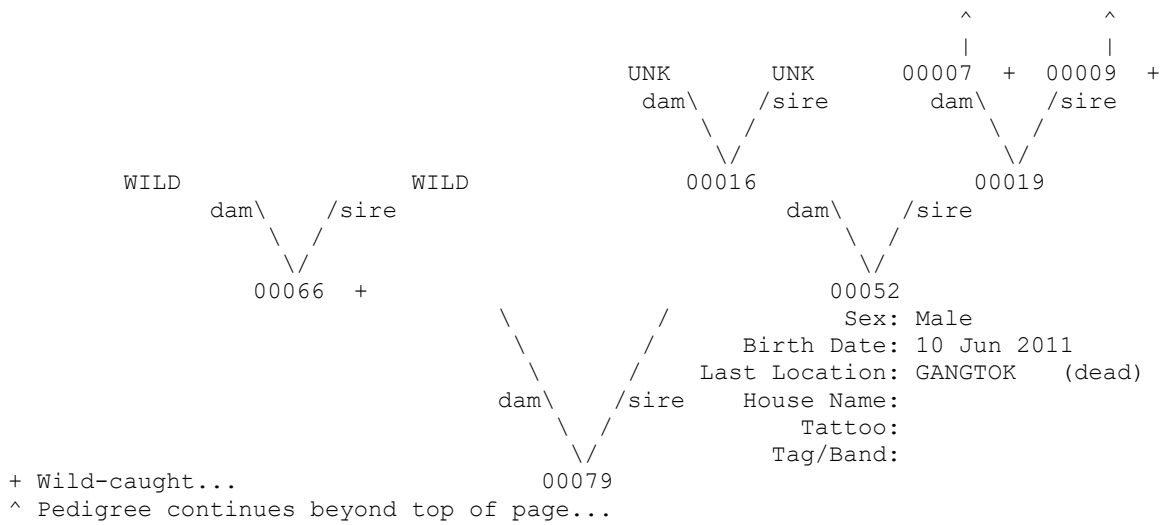 ^ ^
| |
UNK UNK 00007 + 00009 +
dam\ /sire dam\ /sire
\ / \ /
\/ \/
WILD WILD 00016 00019
dam\ /sire dam\ /sire
\ / \ /
\/ \/
00066 + 00052
\ / Sex: Male
\ / Birth Date: 10 Jun 2011
\ / Last Location: GANGTOK (dead)
dam\ /sire House Name:
\ / Tattoo:
\/ Tag/Band:
+ Wild-caught... 00079
^ Pedigree continues beyond top of page...